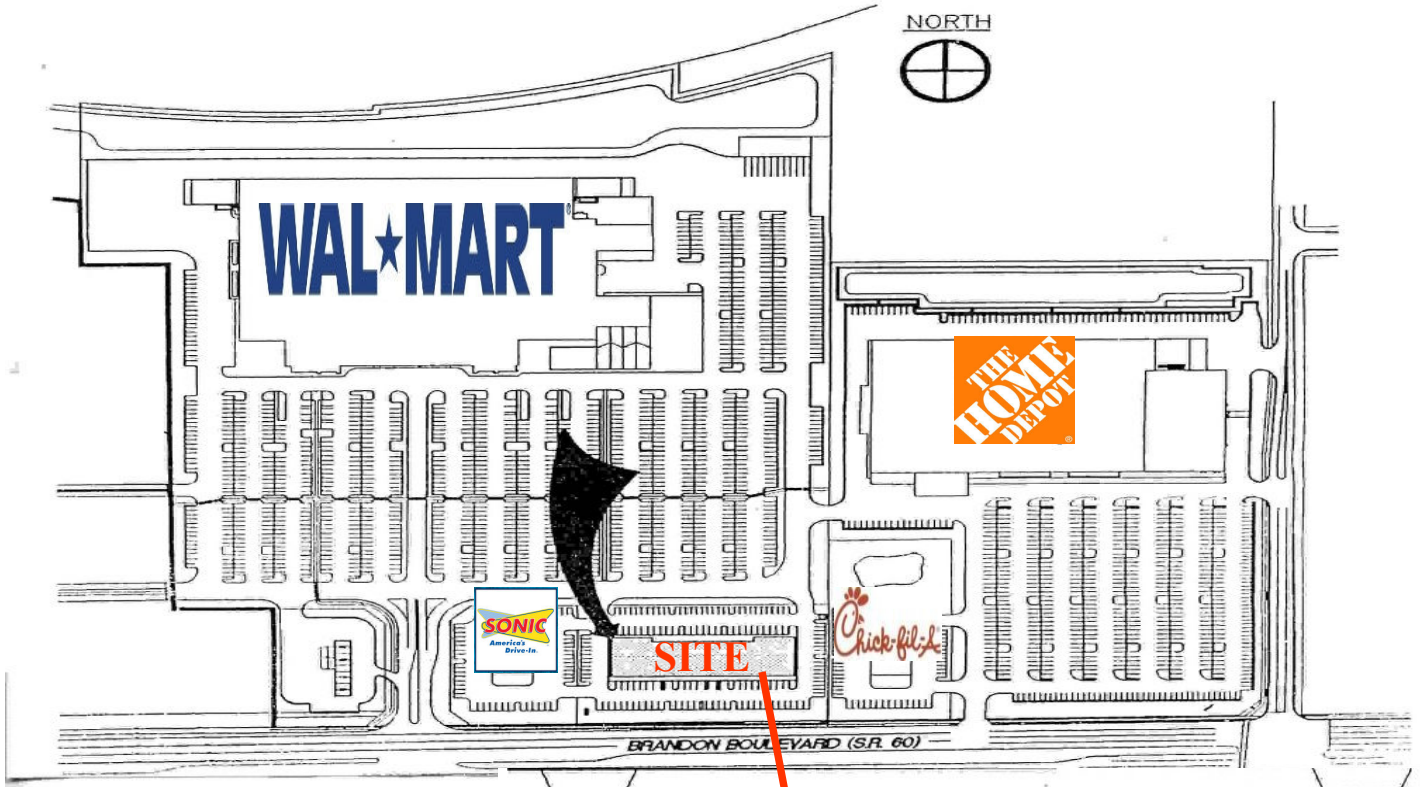 NORTH
WAL★MART®
THE
HOME
DEPOT
®
SONIC
America's
Drive-In.
SITE
Chick-fil-A
BRANDON BOULEVARD (S.R. 60)